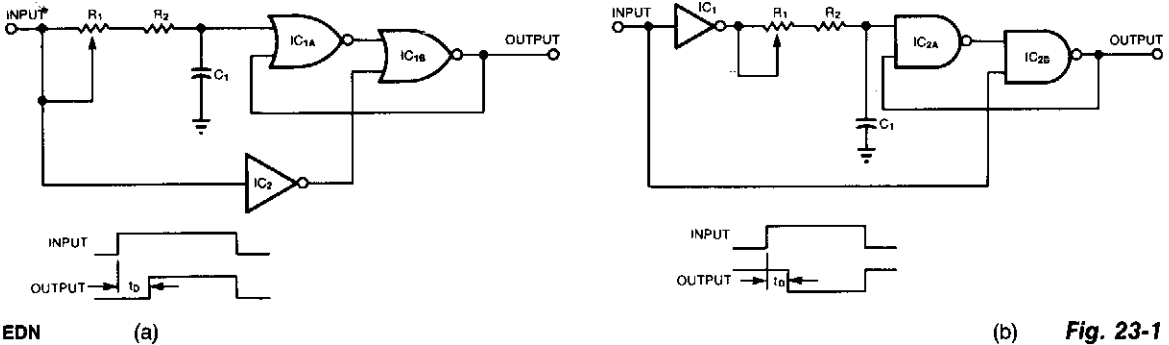 INPUT R1 R2 IC1A IC1B OUTPUT
C1
IC2
INPUT
OUTPUT tD
EDN (a)
INPUT IC1 R1 R2 IC2A IC2B OUTPUT
C1
INPUT
OUTPUT tD
(b) Fig. 23-1